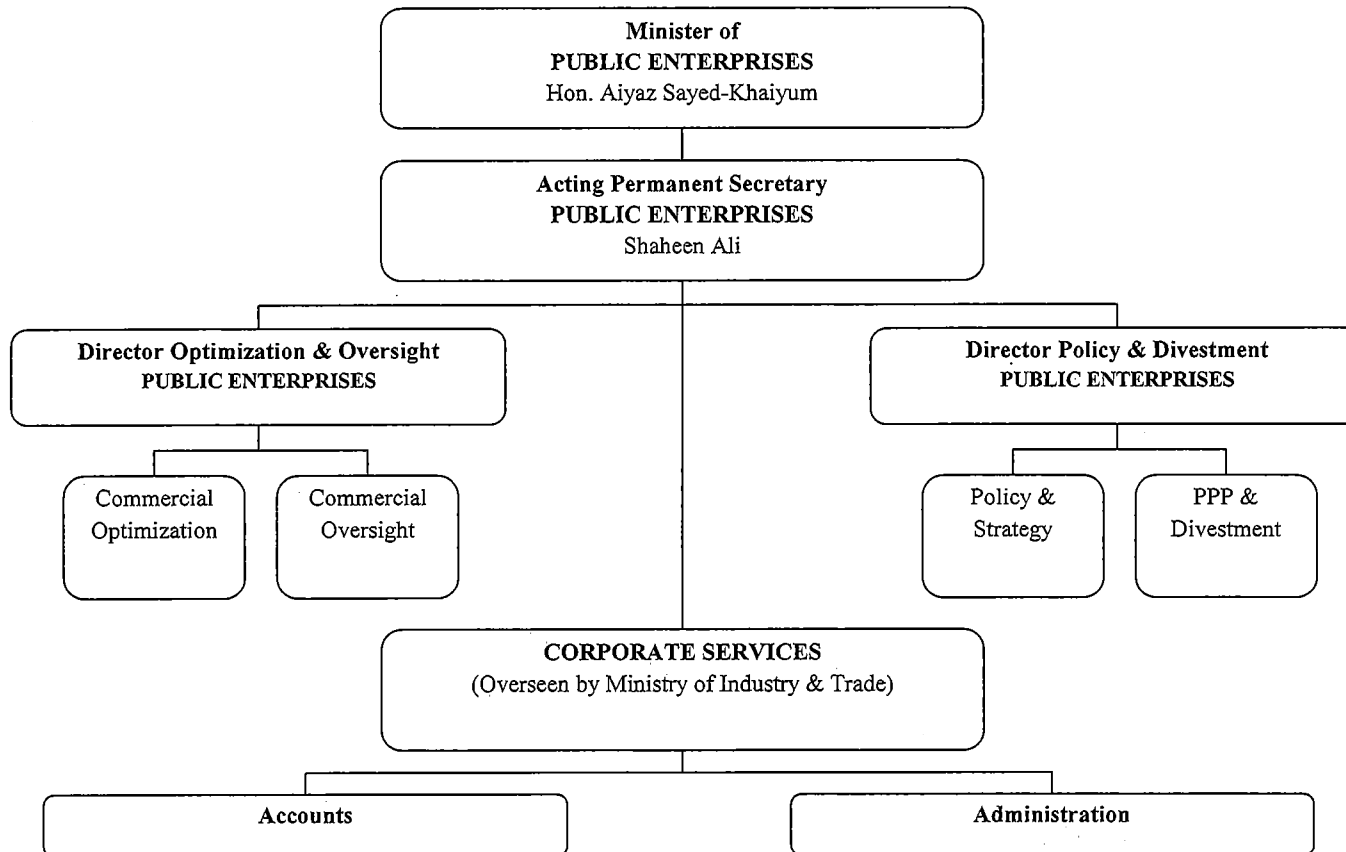 Minister of
PUBLIC ENTERPRISES
Hon. Aiyaz Sayed-Khaiyum
Acting Permanent Secretary
PUBLIC ENTERPRISES
Shaheen Ali
Director Optimization & Oversight
PUBLIC ENTERPRISES
Director Policy & Divestment
PUBLIC ENTERPRISES
Commercial
Optimization
Commercial
Oversight
Policy &
Strategy
PPP &
Divestment
CORPORATE SERVICES
(Overseen by Ministry of Industry & Trade)
Accounts
Administration